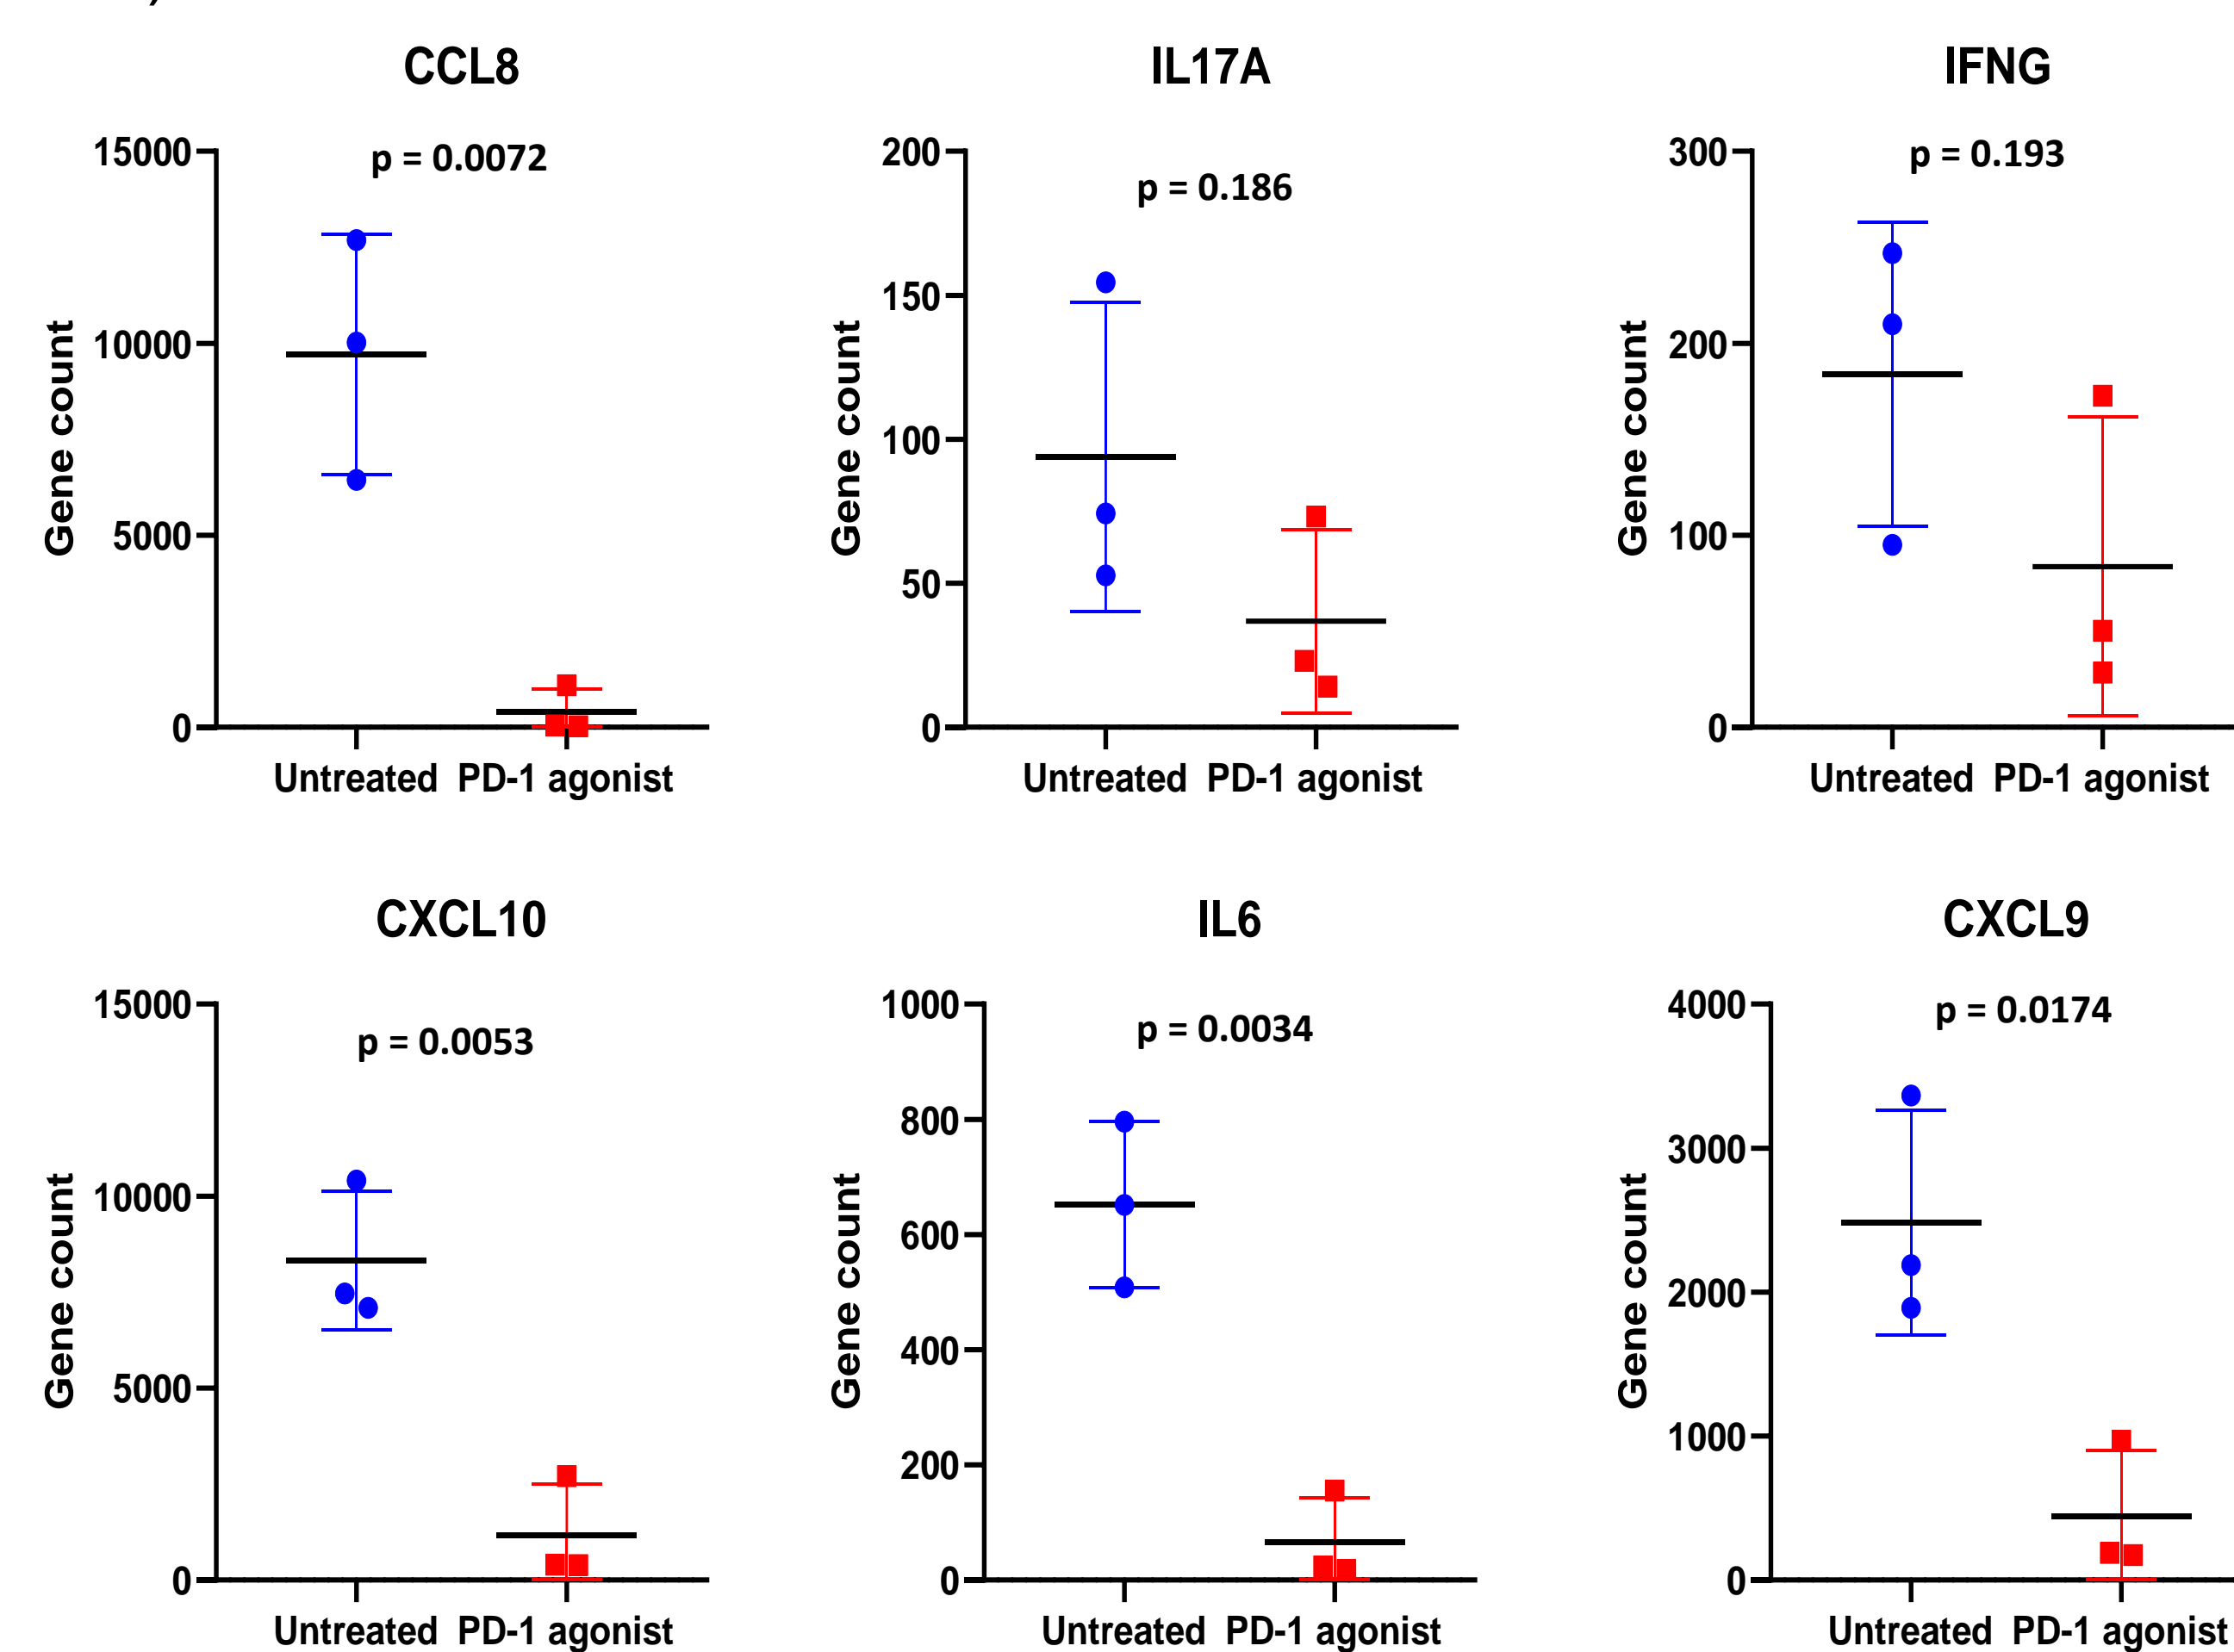 CCL8
p = 0.0072
15000
10000
5000
0
Gene count
Untreated PD-1 agonist
IL17A
p = 0.186
200
150
100
50
0
Gene count
Untreated PD-1 agonist
IFNG
p = 0.193
300
200
100
0
Gene count
Untreated PD-1 agonist
CXCL10
p = 0.0053
15000
10000
5000
0
Gene count
Untreated PD-1 agonist
IL6
p = 0.0034
1000
800
600
400
200
0
Gene count
Untreated PD-1 agonist
CXCL9
p = 0.0174
4000
3000
2000
1000
0
Gene count
Untreated PD-1 agonist